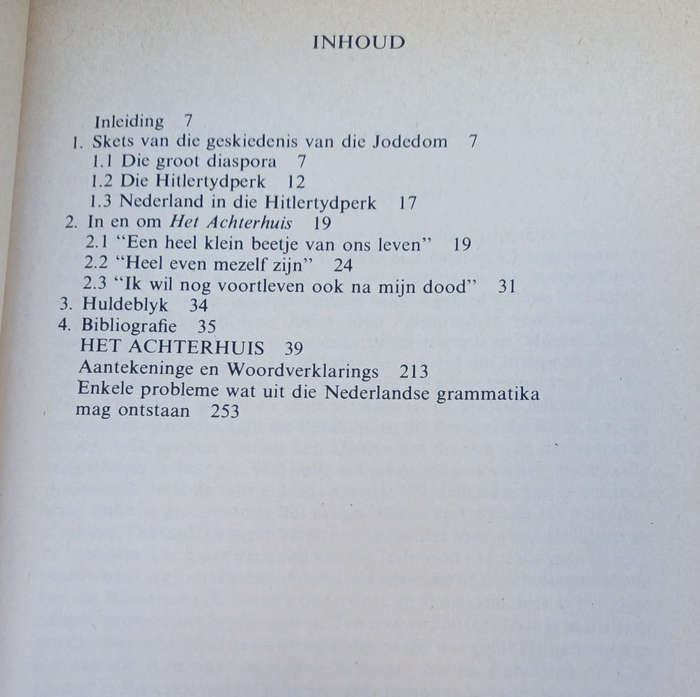 INHOUD
Inleiding 7
1. Skets van die geskiedenis van die Jodedom 7
1.1 Die groot diaspora 7
1.2 Die Hitlertydperk 12
1.3 Nederland in die Hitlertydperk 17
2. In en om Het Achterhuis 19
2.1 “Een heel klein beetje van ons leven” 19
2.2 “Heel even mezelf zijn” 24
2.3 “Ik wil nog voortleven ook na mijn dood” 31
3. Huldeblyk 34
4. Bibliografie 35
HET ACHTERHUIS 39
Aantekeninge en Woordverklarings 213
Enkele probleme wat uit die Nederlandse grammatika
mag ontstaan 253